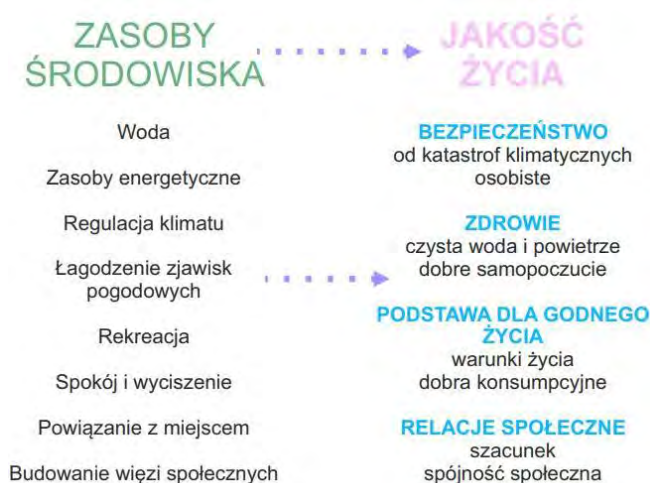 ZASOBY
ŚRODOWISKA
JAKOŚĆ
ŻYCIA
Woda
Zasoby energetyczne
Regulacja klimatu
Łagodzenie zjawisk
pogodowych
Rekreacja
Spokój i wyciszenie
Powiązanie z miejscem
Budowanie więzi społecznych
BEZPIECZEŃSTWO
od katastrof klimatycznych
osobiste
ZDROWIE
czysta woda i powietrze
dobre samopoczucie
PODSTAWA DLA GODNEGO
ŻYCIA
warunki życia
dobra konsumpcyjne
RELACJE SPOŁECZNE
szacunek
spójność społeczna